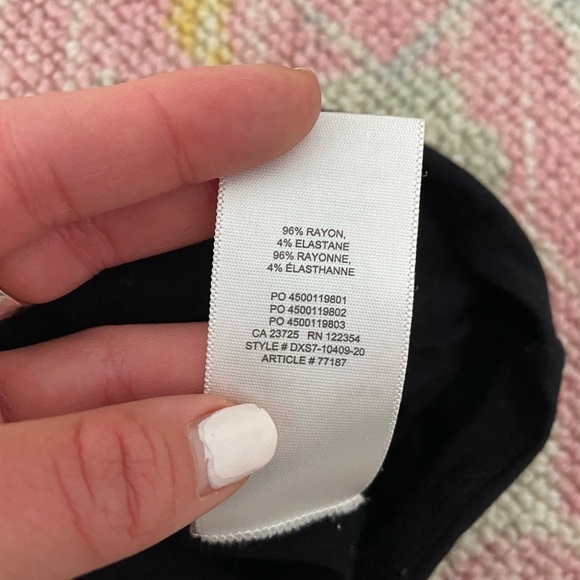 96% RAYON,
4% ELASTANE
96% RAYONNE,
4% ÉLASTHANNE
PO 4500119801
PO 4500119802
PO 4500119803
CA 23725 RN 122354
STYLE # DXS7-10409-20
ARTICLE # 77187